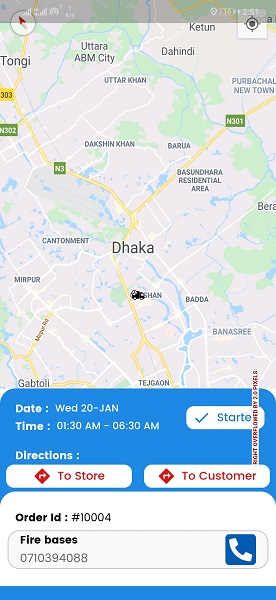 2:51
Ketun
Uttara
ABM City
Dahindi
Tongi
UTTAR KHAN
PURBACHAL
NEW TOWN
303
N302
N301
DAKSHIN KHAN
BARUA
N3
BASUNDHARA
RESIDENTIAL
AREA
Bera
CANTONMENT
Dhaka
MIRPUR
SHAN
BADDA
BANASREE
Mirpur Rd
Gabtoli
TEJGAON
RIGHT OVERFLOWED BY 2.0 PIXELS
Date : Wed 20-JAN
Starte
Time : 01:30 AM - 06:30 AM
Directions :
To Store
To Customer
Order Id : #10004
Fire bases
0710394088